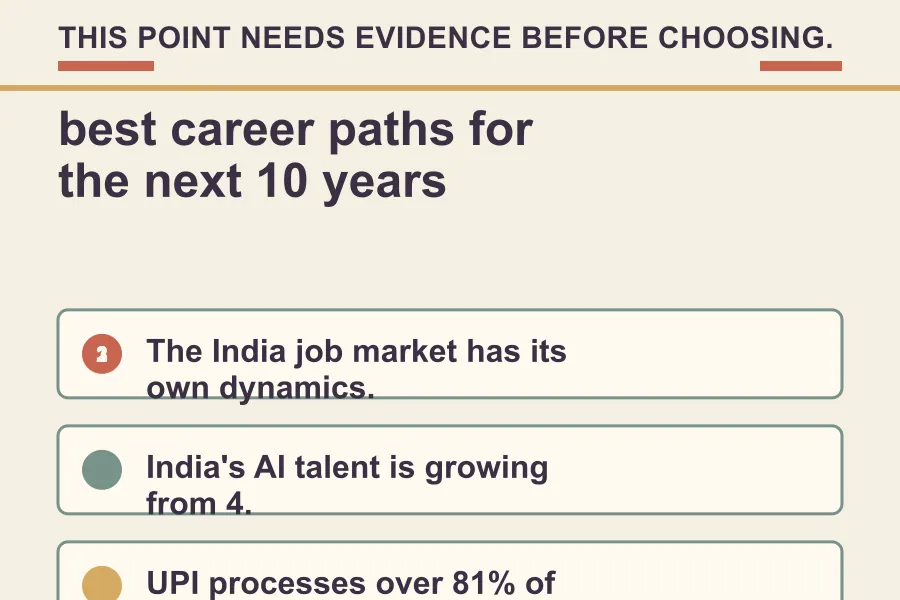 THIS POINT NEEDS EVIDENCE BEFORE CHOOSING.
best career paths for
the next 10 years
The India job market has its
own dynamics.
India's AI talent is growing
from 4.
UPI processes over 81% of